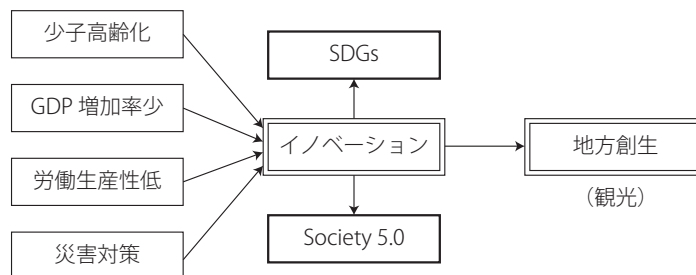 少子高齢化
GDP 増加率少
労働生産性低
災害対策
SDGs
イノベーション
Society 5.0
地方創生
（観光）